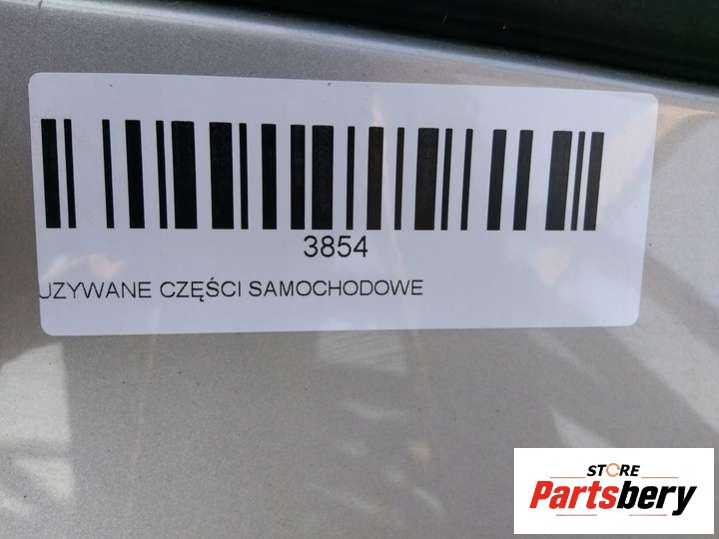 3854
UZYWANE CZĘŚCI SAMOCHODOWE
STORE
Partsbery